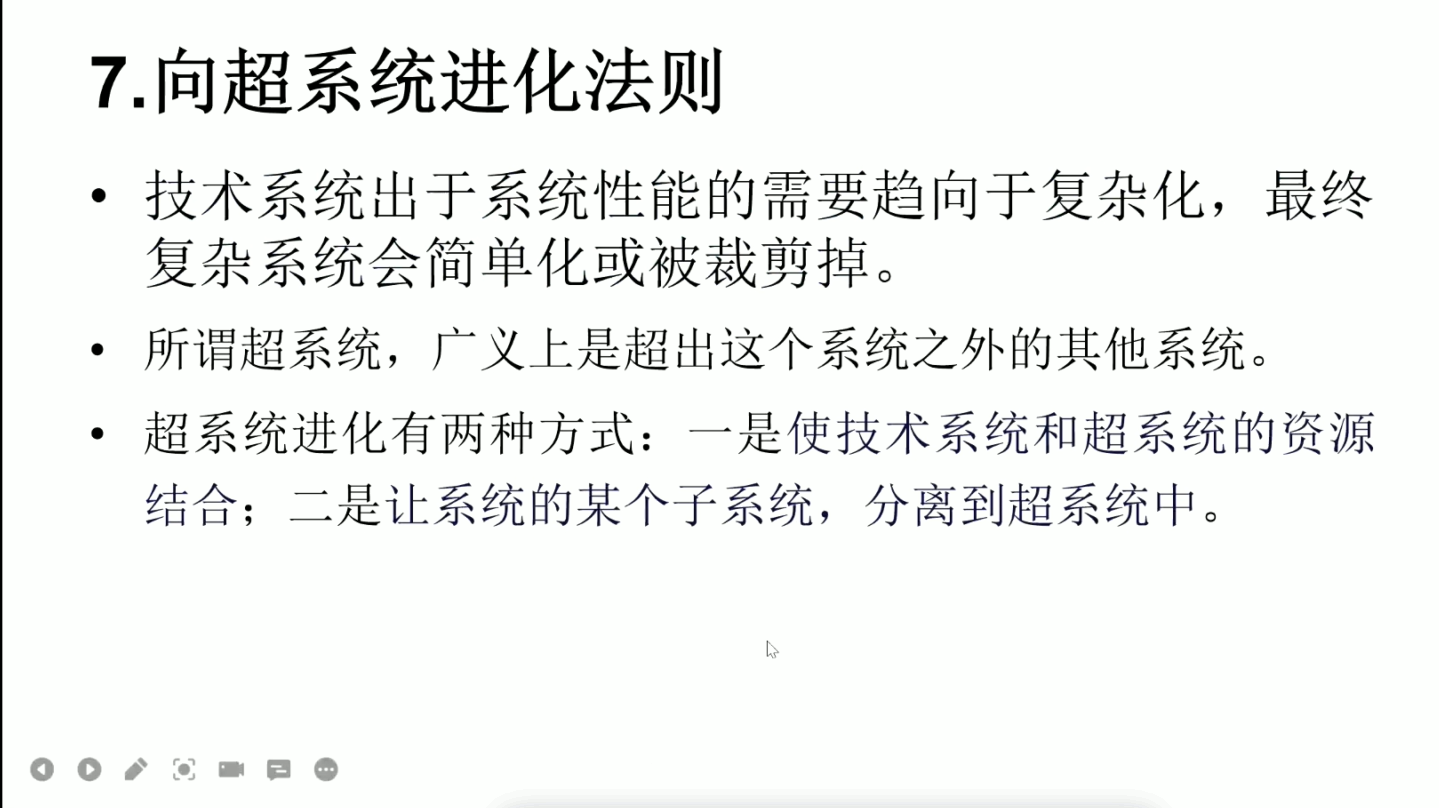 7.向超系统进化法则
• 技术系统出于系统性能的需要趋向于复杂化，最终
复杂系统会简单化或被裁剪掉。
• 所谓超系统，广义上是超出这个系统之外的其他系统。
• 超系统进化有两种方式：一是使技术系统和超系统的资源
结合；二是让系统的某个子系统，分离到超系统中。